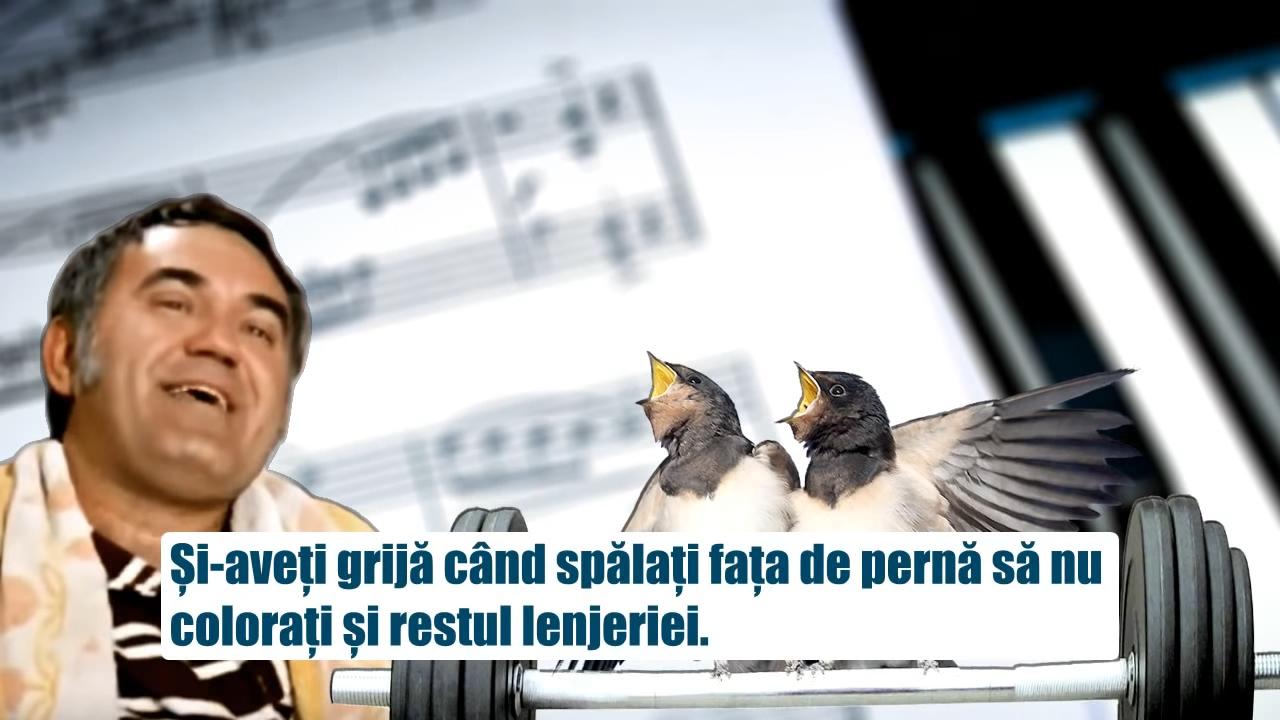 Și-aveți grijă când spălați fața de pernă să nu
colorați și restul lenjeriei.